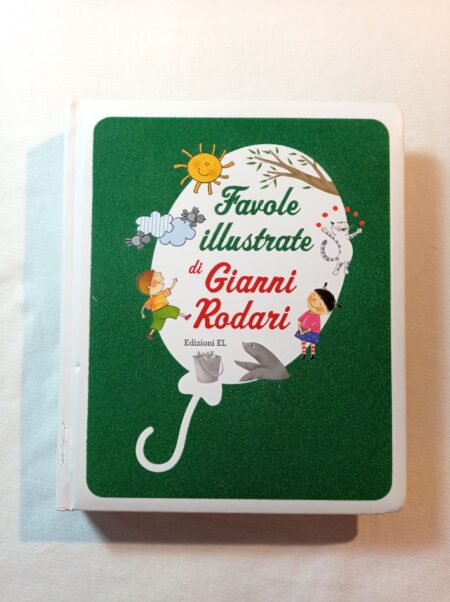 Favole
illustrate
di Gianni
Rodari
Edizioni EL